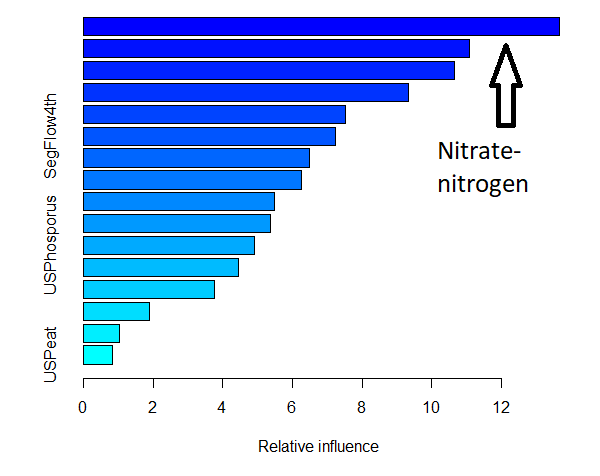 Nitrate-
nitrogen
SegFlow4th
USPhosporus
USPeat
0 2 4 6 8 10 12
Relative influence